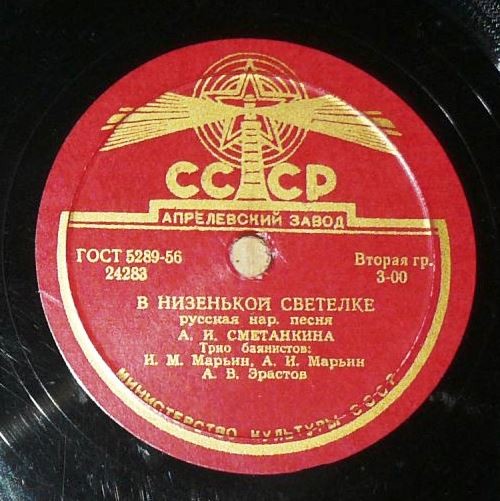 СССР
АПРЕЛЕВСКИЙ ЗАВОД
ГОСТ 5289-56
24283
Вторая гр.
3-00
В НИЗЕНЬКОЙ СВЕТЕЛКЕ
русская нар. песня
А. И. СМЕТАНКИНА
Трио баянистов:
И. М. Марьин, А. И. Марьин
А. В. Эрастов
МИНИСТЕРСТВО КУЛЬТУРЫ СССР